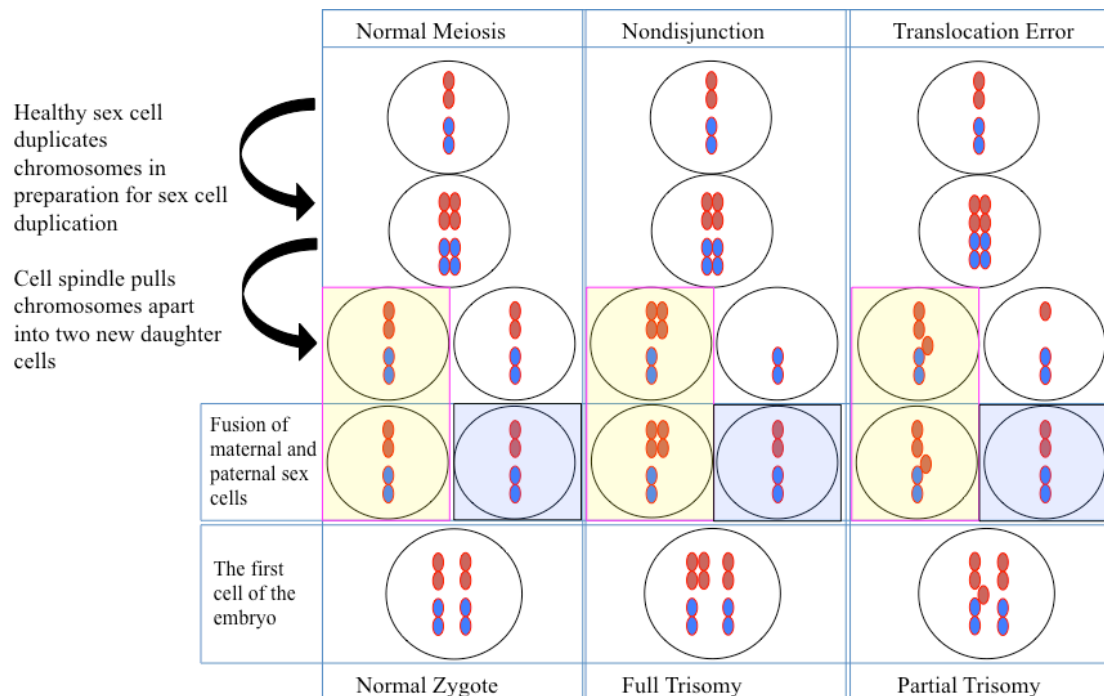 Normal Meiosis
Nondisjunction
Translocation Error
Healthy sex cell
duplicates
chromosomes in
preparation for sex cell
duplication
Cell spindle pulls
chromosomes apart
into two new daughter
cells
Fusion of
maternal and
paternal sex
cells
The first
cell of the
embryo
Normal Zygote
Full Trisomy
Partial Trisomy